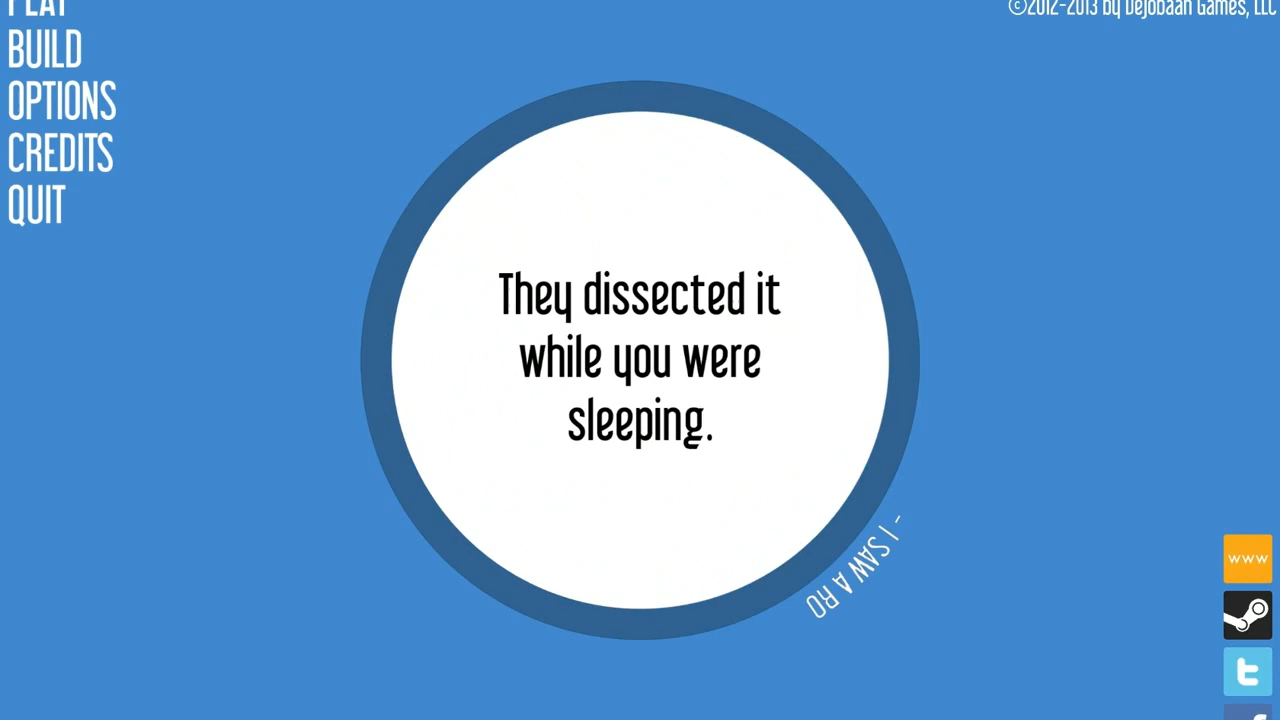 PLAY
©2012-2013 by Dejobaan Games, LLC
BUILD
OPTIONS
CREDITS
QUIT
They dissected it
while you were
sleeping.
- I SAW A RO
www